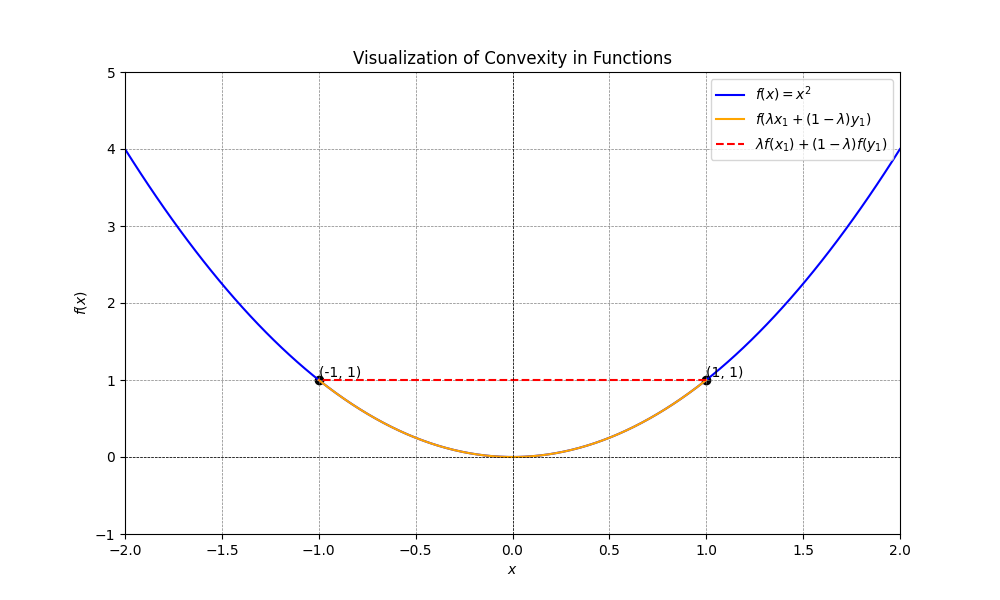 Visualization of Convexity in Functions
f(x) = x²
f(λx₁ + (1 − λ)y₁)
λf(x₁) + (1 − λ)f(y₁)
5
4
3
2
1
0
−1
f(x)
(-1, 1)
(1, 1)
−2.0 −1.5 −1.0 −0.5 0.0 0.5 1.0 1.5 2.0
x